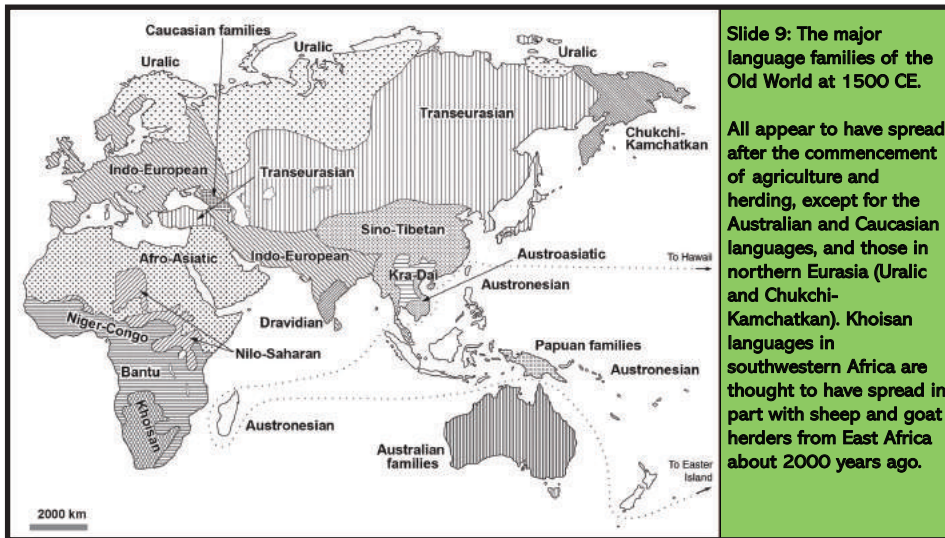 Caucasian families
Uralic
Uralic
Transeurasian
Chukchi-
Kamchatkan
Indo-European
Transeurasian
Sino-Tibetan
Afro-Asiatic
Indo-European
Austroasiatic
To Hawaii
Kra-Dai
Austronesian
Niger-Congo
Dravidian
Nilo-Saharan
Papuan families
Bantu
Austronesian
Khoisan
Austronesian
Australian
families
To Easter
Island
2000 km
Slide 9: The major
language families of the
Old World at 1500 CE.
All appear to have spread
after the commencement
of agriculture and
herding, except for the
Australian and Caucasian
languages, and those in
northern Eurasia (Uralic
and Chukchi-
Kamchatkan). Khoisan
languages in
southwestern Africa are
thought to have spread in
part with sheep and goat
herders from East Africa
about 2000 years ago.